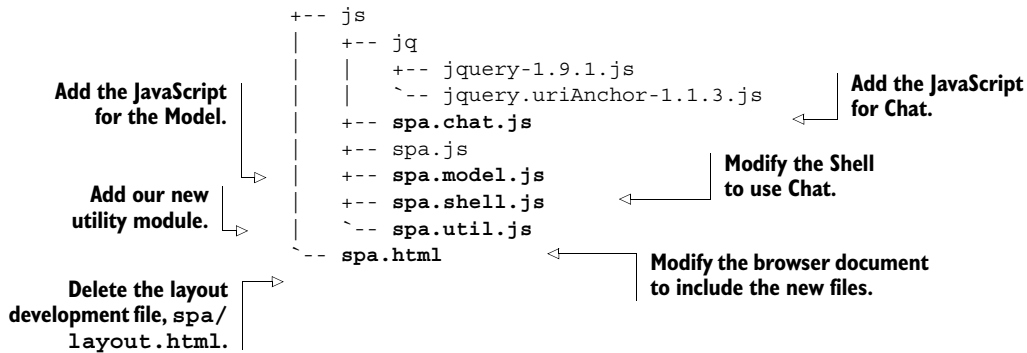 +-- js
|   +-- jq
|   |   +-- jquery-1.9.1.js
|   |   `-- jquery.uriAnchor-1.1.3.js
|   +-- spa.chat.js
|   +-- spa.js
|   +-- spa.model.js
|   +-- spa.shell.js
|   `-- spa.util.js
`-- spa.html
Add the JavaScript
for the Model.
Add our new
utility module.
Delete the layout
development file, spa/
layout.html.
Add the JavaScript
for Chat.
Modify the Shell
to use Chat.
Modify the browser document
to include the new files.